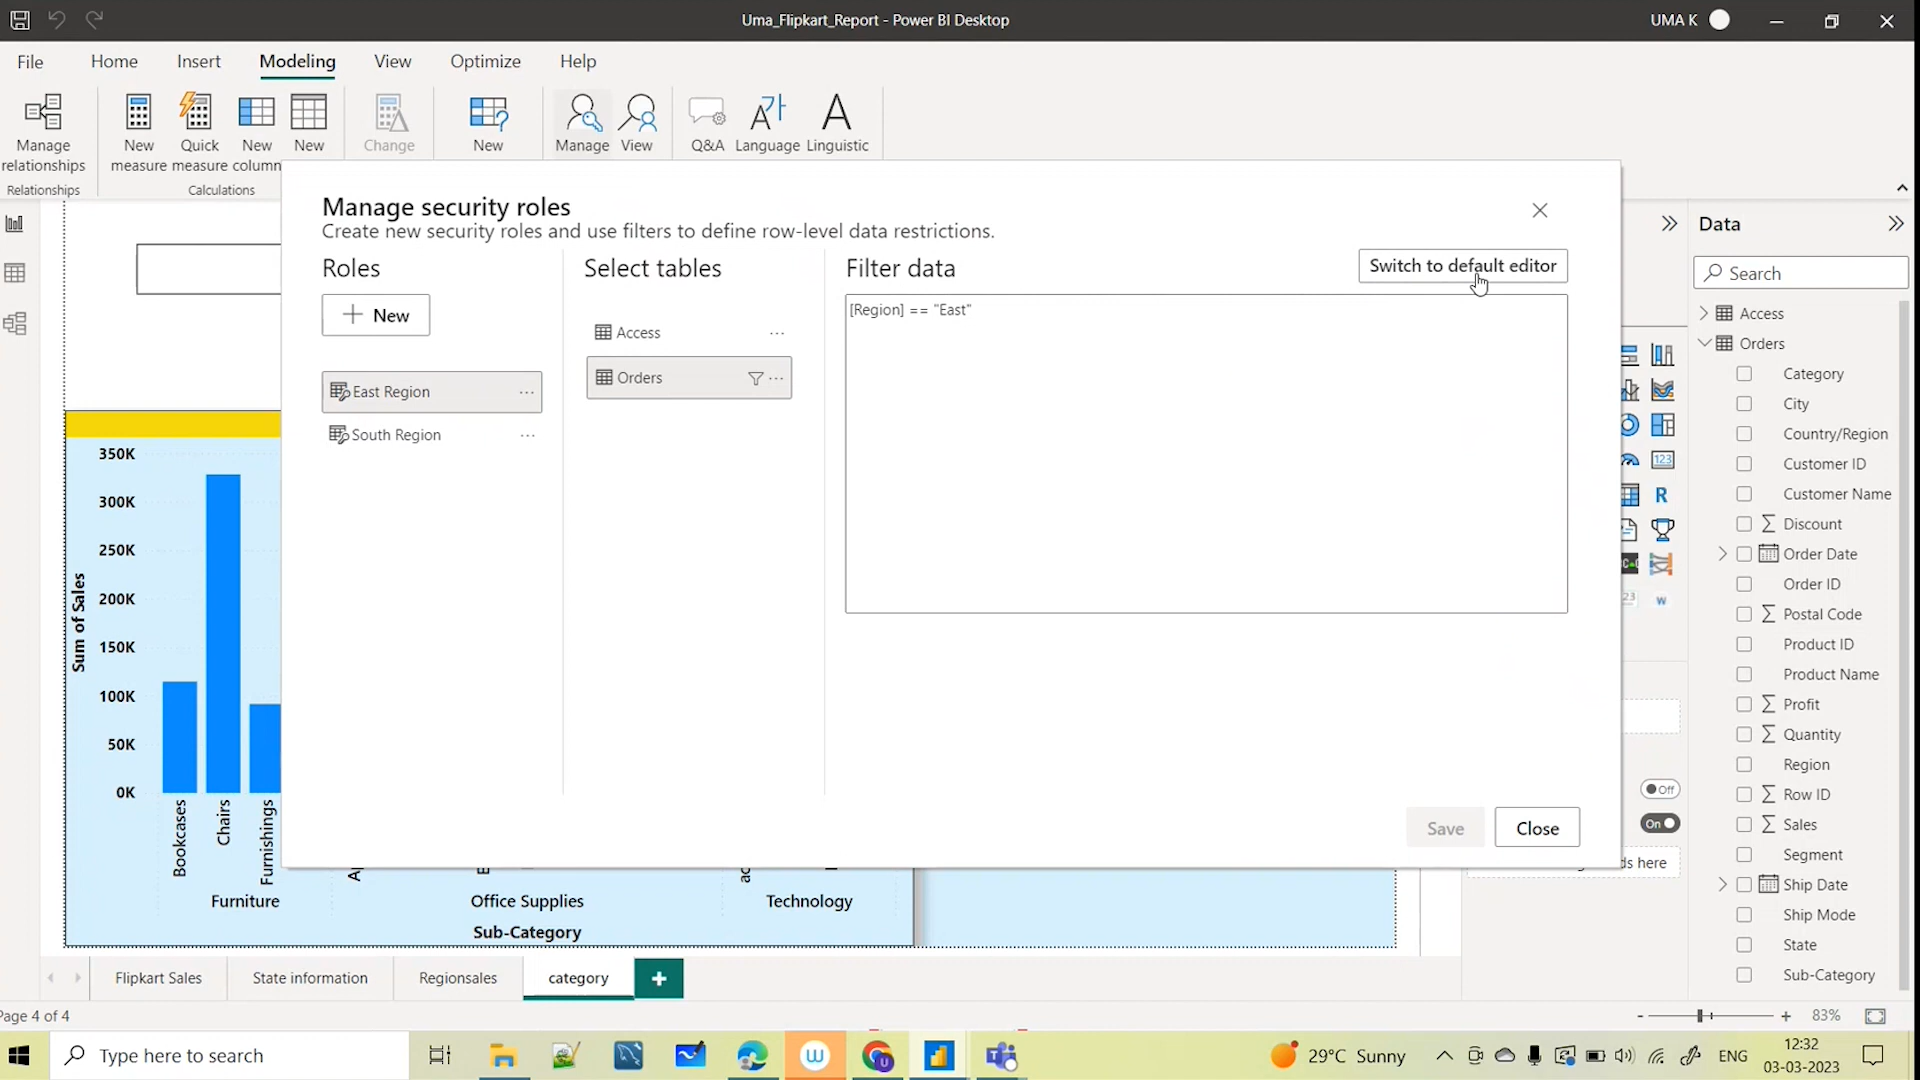 Uma_Flipkart_Report - Power BI Desktop
UMA K
File
Home
Insert
Modeling
View
Optimize
Help
Manage
relationships
New
measure
Quick
measure
New
column
New
Change
New
Manage
View
Q&A
Language
Linguistic
Relationships
Calculations
Manage security roles
Create new security roles and use filters to define row-level data restrictions.
Roles
New
East Region
South Region
Select tables
Access
Orders
Filter data
Switch to default editor
[Region] == "East"
Save
Close
350K
300K
250K
200K
150K
100K
50K
0K
Sum of Sales
Bookcases
Chairs
Furnishings
Furniture
Office Supplies
Technology
Sub-Category
Off
On
ds here
Data
Search
Access
Orders
Category
City
Country/Region
Customer ID
Customer Name
Discount
Order Date
Order ID
Postal Code
Product ID
Product Name
Profit
Quantity
Region
Row ID
Sales
Segment
Ship Date
Ship Mode
State
Sub-Category
Flipkart Sales
State information
Regionsales
category
Page 4 of 4
83%
Type here to search
29°C Sunny
ENG
12:32
03-03-2023